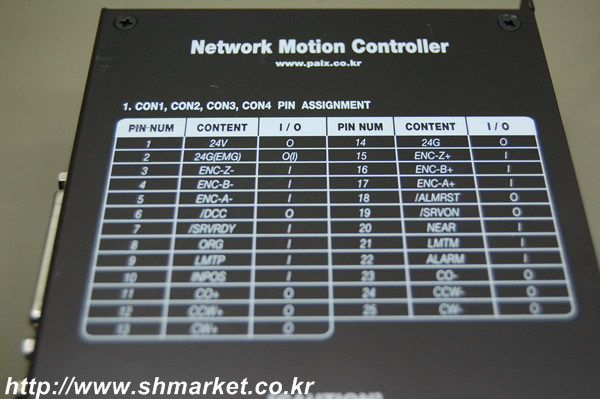 Network Motion Controller
www.paix.co.kr
1. CON1, CON2, CON3, CON4 PIN ASSIGNMENT
PIN NUM CONTENT I / O PIN NUM CONTENT I / O
1 24V O 14 24G O
2 24G(EMG) O(I) 15 ENC-Z+ I
3 ENC-Z- I 16 ENC-B+ I
4 ENC-B- I 17 ENC-A+ I
5 ENC-A- I 18 /ALMRST O
6 /DCC O 19 /SRVON O
7 /SRVRDY I 20 NEAR I
8 ORG I 21 LMTM I
9 LMTP I 22 ALARM I
10 INPOS I 23 CO- O
11 CO+ O 24 CCW- O
12 CCW+ O 25 CW- O
13 CW+ O
http://www.shmarket.co.kr